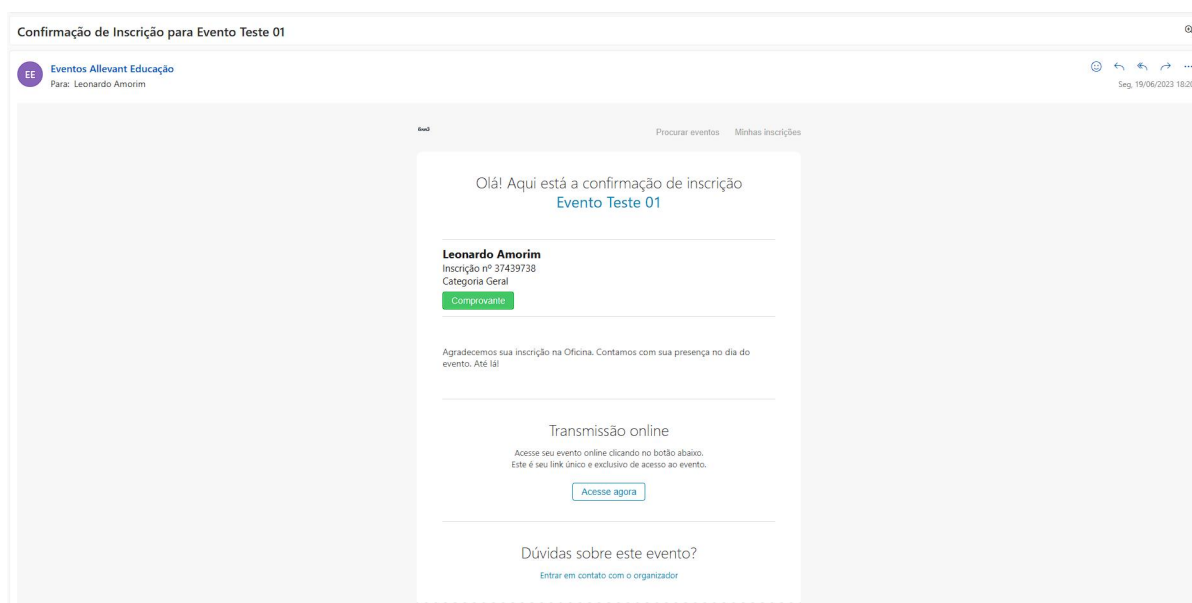 Confirmação de Inscrição para Evento Teste 01
EE
Eventos Allevant Educação
Para: Leonardo Amorim
Seg, 19/06/2023 18:20
Procurar eventos Minhas inscrições
Olá! Aqui está a confirmação de inscrição
Evento Teste 01
Leonardo Amorim
Inscrição nº 37439738
Categoria Geral
Comprovante
Agradecemos sua inscrição na Oficina. Contamos com sua presença no dia do
evento. Até lá!
Transmissão online
Acesse seu evento online clicando no botão abaixo.
Este é seu link único e exclusivo de acesso ao evento.
Acesse agora
Dúvidas sobre este evento?
Entrar em contato com o organizador